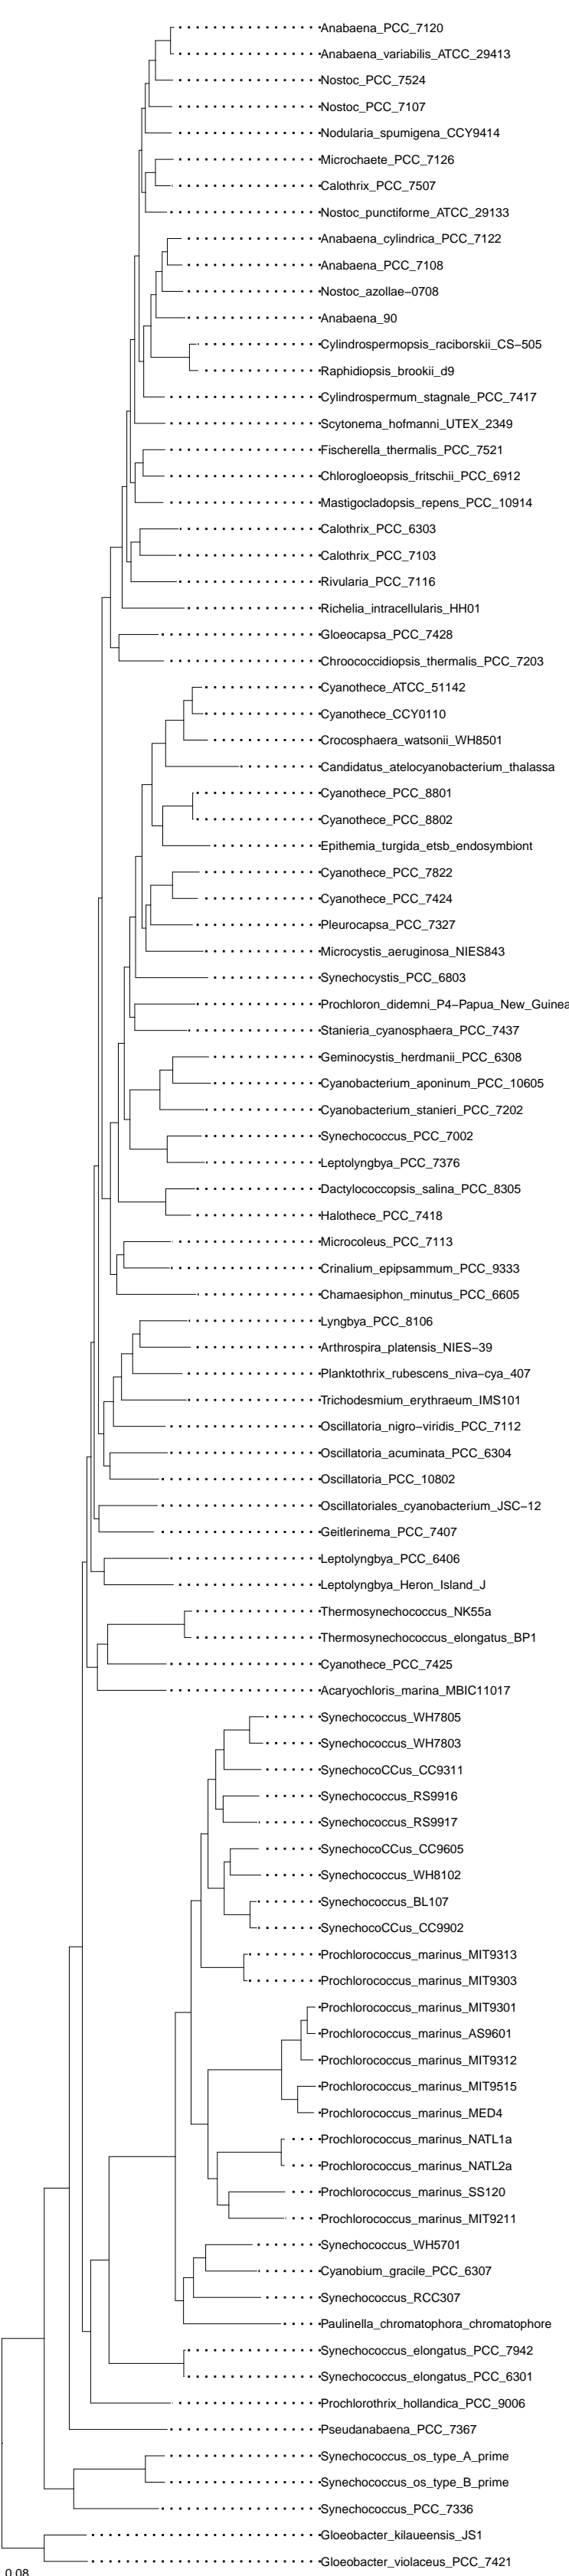 Anabaena_PCC_7120
Anabaena_variabilis_ATCC_29413
Nostoc_PCC_7524
Nostoc_PCC_7107
Nodularia_spumigena_CCY9414
Microchaete_PCC_7126
Calothrix_PCC_7507
Nostoc_punctiforme_ATCC_29133
Anabaena_cylindrica_PCC_7122
Anabaena_PCC_7108
Nostoc_azollae−0708
Anabaena_90
Cylindrospermopsis_raciborskii_CS−505
Raphidiopsis_brookii_d9
Cylindrospermum_stagnale_PCC_7417
Scytonema_hofmanni_UTEX_2349
Fischerella_thermalis_PCC_7521
Chlorogloeopsis_fritschii_PCC_6912
Mastigocladopsis_repens_PCC_10914
Calothrix_PCC_6303
Calothrix_PCC_7103
Rivularia_PCC_7116
Richelia_intracellularis_HH01
Gloeocapsa_PCC_7428
Chroococcidiopsis_thermalis_PCC_7203
Cyanothece_ATCC_51142
Cyanothece_CCY0110
Crocosphaera_watsonii_WH8501
Candidatus_atelocyanobacterium_thalassa
Cyanothece_PCC_8801
Cyanothece_PCC_8802
Epithemia_turgida_etsb_endosymbiont
Cyanothece_PCC_7822
Cyanothece_PCC_7424
Pleurocapsa_PCC_7327
Microcystis_aeruginosa_NIES843
Synechocystis_PCC_6803
Prochloron_didemni_P4−Papua_New_Guinea
Stanieria_cyanosphaera_PCC_7437
Geminocystis_herdmanii_PCC_6308
Cyanobacterium_aponinum_PCC_10605
Cyanobacterium_stanieri_PCC_7202
Synechococcus_PCC_7002
Leptolyngbya_PCC_7376
Dactylococcopsis_salina_PCC_8305
Halothece_PCC_7418
Microcoleus_PCC_7113
Crinalium_epipsammum_PCC_9333
Chamaesiphon_minutus_PCC_6605
Lyngbya_PCC_8106
Arthrospira_platensis_NIES−39
Planktothrix_rubescens_niva−cya_407
Trichodesmium_erythraeum_IMS101
Oscillatoria_nigro−viridis_PCC_7112
Oscillatoria_acuminata_PCC_6304
Oscillatoria_PCC_10802
Oscillatoriales_cyanobacterium_JSC−12
Geitlerinema_PCC_7407
Leptolyngbya_PCC_6406
Leptolyngbya_Heron_Island_J
Thermosynechococcus_NK55a
Thermosynechococcus_elongatus_BP1
Cyanothece_PCC_7425
Acaryochloris_marina_MBIC11017
Synechococcus_WH7805
Synechococcus_WH7803
SynechocoCCus_CC9311
Synechococcus_RS9916
Synechococcus_RS9917
SynechocoCCus_CC9605
Synechococcus_WH8102
Synechococcus_BL107
SynechocoCCus_CC9902
Prochlorococcus_marinus_MIT9313
Prochlorococcus_marinus_MIT9303
Prochlorococcus_marinus_MIT9301
Prochlorococcus_marinus_AS9601
Prochlorococcus_marinus_MIT9312
Prochlorococcus_marinus_MIT9515
Prochlorococcus_marinus_MED4
Prochlorococcus_marinus_NATL1a
Prochlorococcus_marinus_NATL2a
Prochlorococcus_marinus_SS120
Prochlorococcus_marinus_MIT9211
Synechococcus_WH5701
Cyanobium_gracile_PCC_6307
Synechococcus_RCC307
Paulinella_chromatophora_chromatophore
Synechococcus_elongatus_PCC_7942
Synechococcus_elongatus_PCC_6301
Prochlorothrix_hollandica_PCC_9006
Pseudanabaena_PCC_7367
Synechococcus_os_type_A_prime
Synechococcus_os_type_B_prime
Synechococcus_PCC_7336
Gloeobacter_kilaueensis_JS1
Gloeobacter_violaceus_PCC_7421
0.08